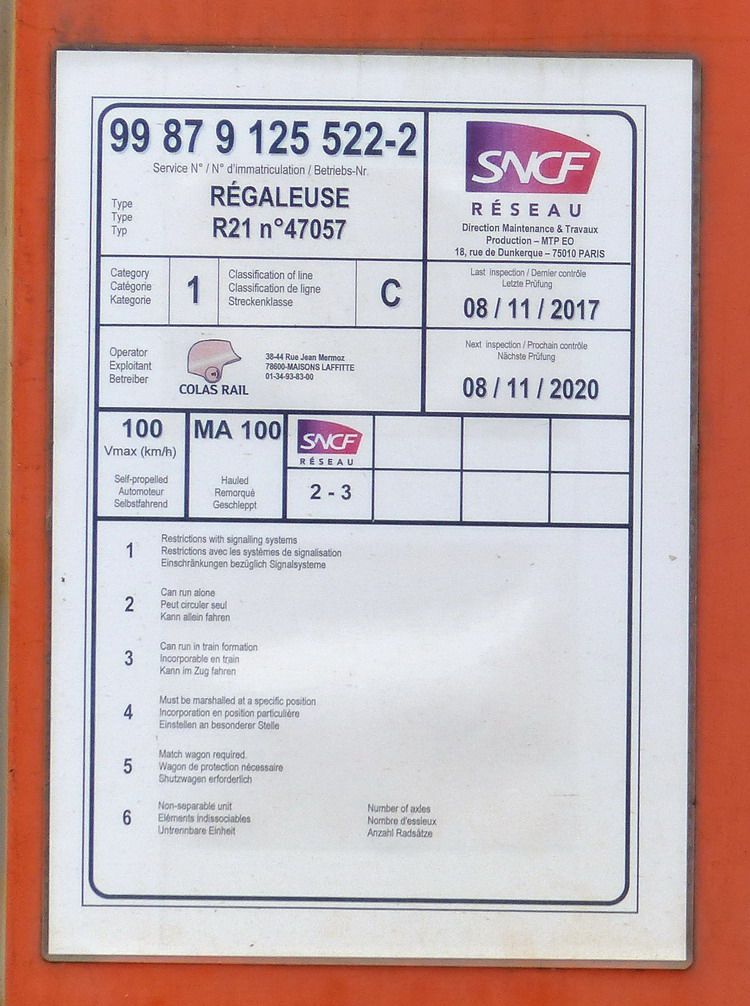 99 87 9 125 522-2
Service N° / N° d'immatriculation / Betriebs-Nr.
Type
Type
Typ
RÉGALEUSE
R21 n°47057
SNCF
RÉSEAU
Direction Maintenance & Travaux
Production – MTP EO
18, rue de Dunkerque – 75010 PARIS
Category
Catégorie
Kategorie
1
Classification of line
Classification de ligne
Streckenklasse
C
Last inspection / Dernier contrôle
Letzte Prüfung
08 / 11 / 2017
Operator
Exploitant
Betreiber
COLAS RAIL
38-44 Rue Jean Mermoz
78600-MAISONS LAFFITTE
01-34-93-83-00
Next inspection / Prochain contrôle
Nächste Prüfung
08 / 11 / 2020
100
Vmax (km/h)
Self-propelled
Automoteur
Selbstfahrend
MA 100
Hauled
Remorqué
Geschleppt
SNCF
RÉSEAU
2 - 3
1
Restrictions with signalling systems
Restrictions avec les systèmes de signalisation
Einschränkungen bezüglich Signalsysteme
2
Can run alone
Peut circuler seul
Kann allein fahren
3
Can run in train formation
Incorporable en train
Kann im Zug fahren
4
Must be marshalled at a specific position
Incorporation en position particulière
Einstellen an besonderer Stelle
5
Match wagon required.
Wagon de protection nécessaire
Shutzwagen erforderlich
6
Non-separable unit
Eléments indissociables
Untrennbare Einheit
Number of axles
Nombre d'essieux
Anzahl Radsätze